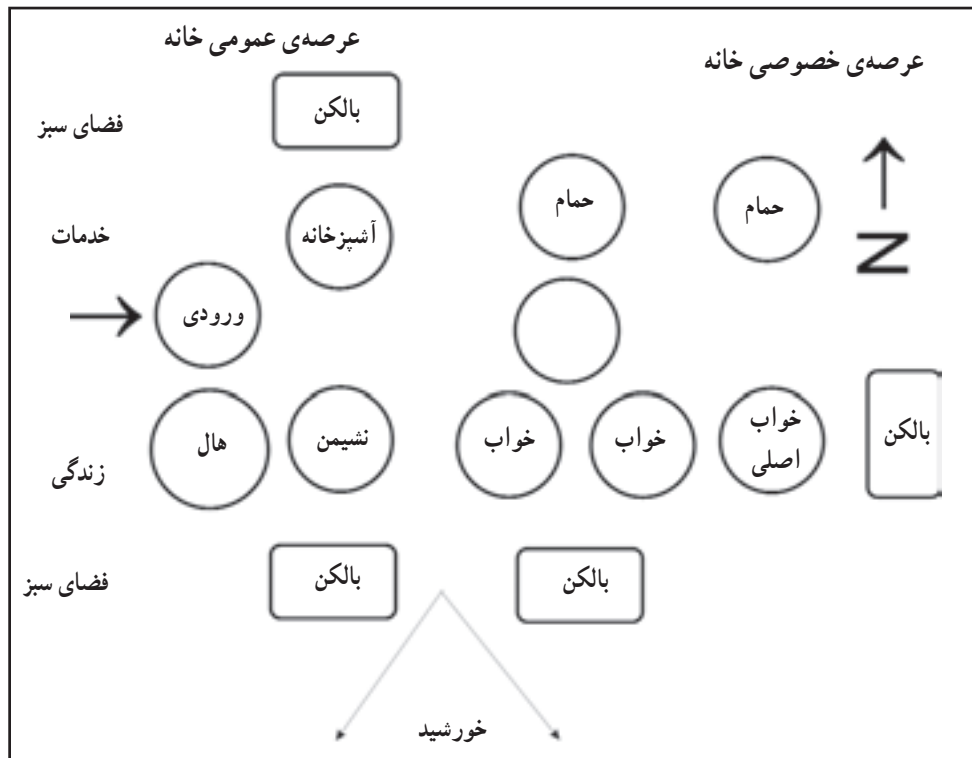 عرصه‌ی عمومی خانه
عرصه‌ی خصوصی خانه
بالکن
فضای سبز
حمام
حمام
آشپزخانه
خدمات
N
ورودی
خواب
اصلی
خواب
خواب
نشیمن
هال
بالکن
زندگی
بالکن
بالکن
فضای سبز
خورشید